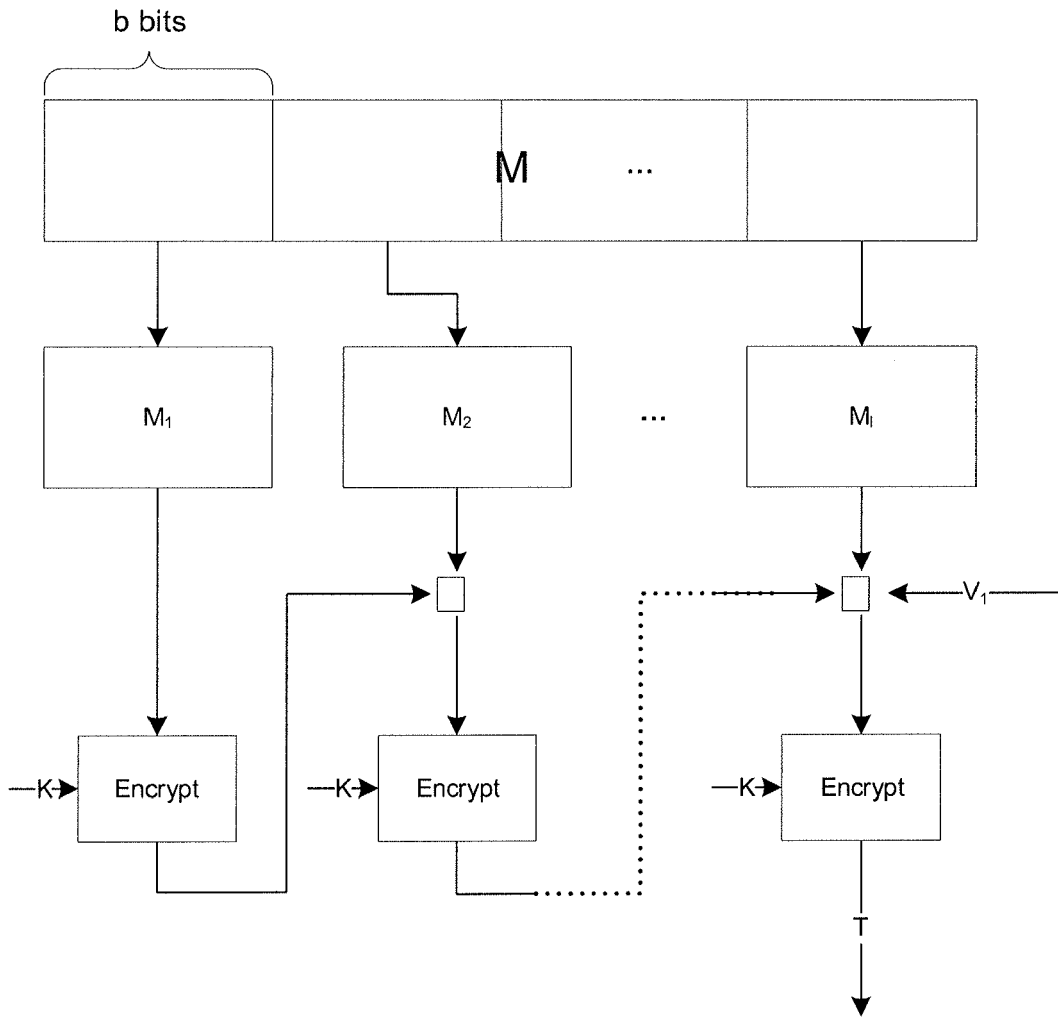 b bits
M ...
M₁ M₂ ... Mₗ
V₁
K Encrypt K Encrypt K Encrypt
T